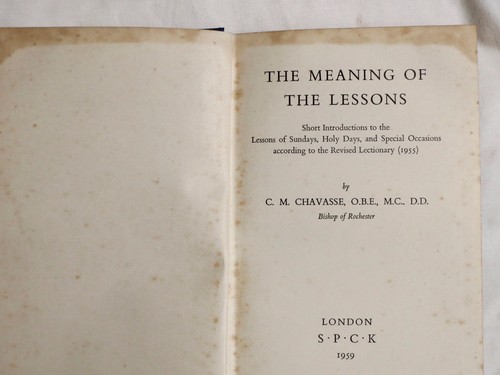 THE MEANING OF
THE LESSONS
Short Introductions to the
Lessons of Sundays, Holy Days, and Special Occasions
according to the Revised Lectionary (1955)
by
C. M. CHAVASSE, O.B.E., M.C., D.D.
Bishop of Rochester
LONDON
S · P · C · K
1959